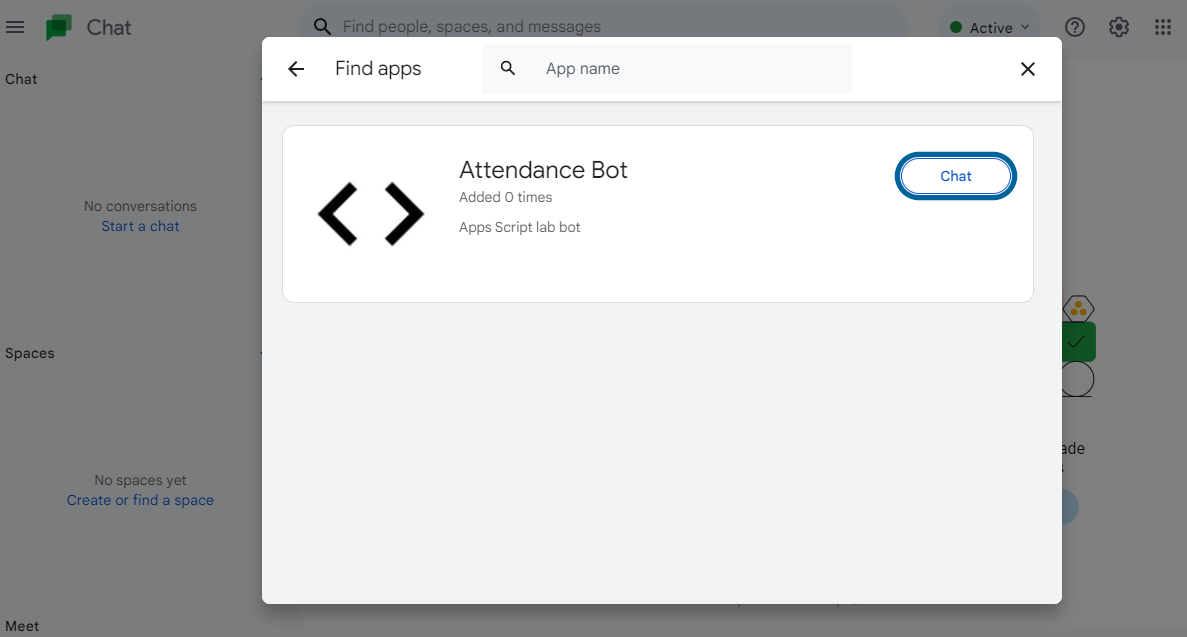 Chat
Find people, spaces, and messages
Active
Find apps
App name
Chat
Attendance Bot
Chat
Added 0 times
Apps Script lab bot
No conversations
Start a chat
Spaces
No spaces yet
Create or find a space
Meet